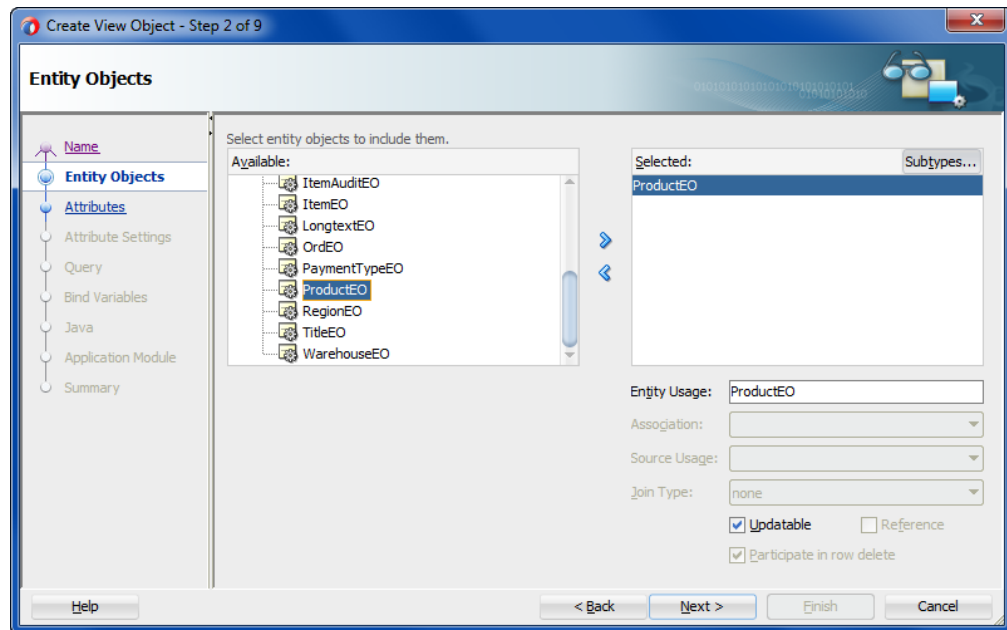 Create View Object - Step 2 of 9
Entity Objects
Name
Entity Objects
Attributes
Attribute Settings
Query
Bind Variables
Java
Application Module
Summary
Select entity objects to include them.
Available:
ItemAuditEO
ItemEO
LongtextEO
OrdEO
PaymentTypeEO
ProductEO
RegionEO
TitleEO
WarehouseEO
Selected:
Subtypes...
ProductEO
Entity Usage: ProductEO
Association:
Source Usage:
Join Type: none
Updatable Reference
Participate in row delete
Help < Back Next > Finish Cancel